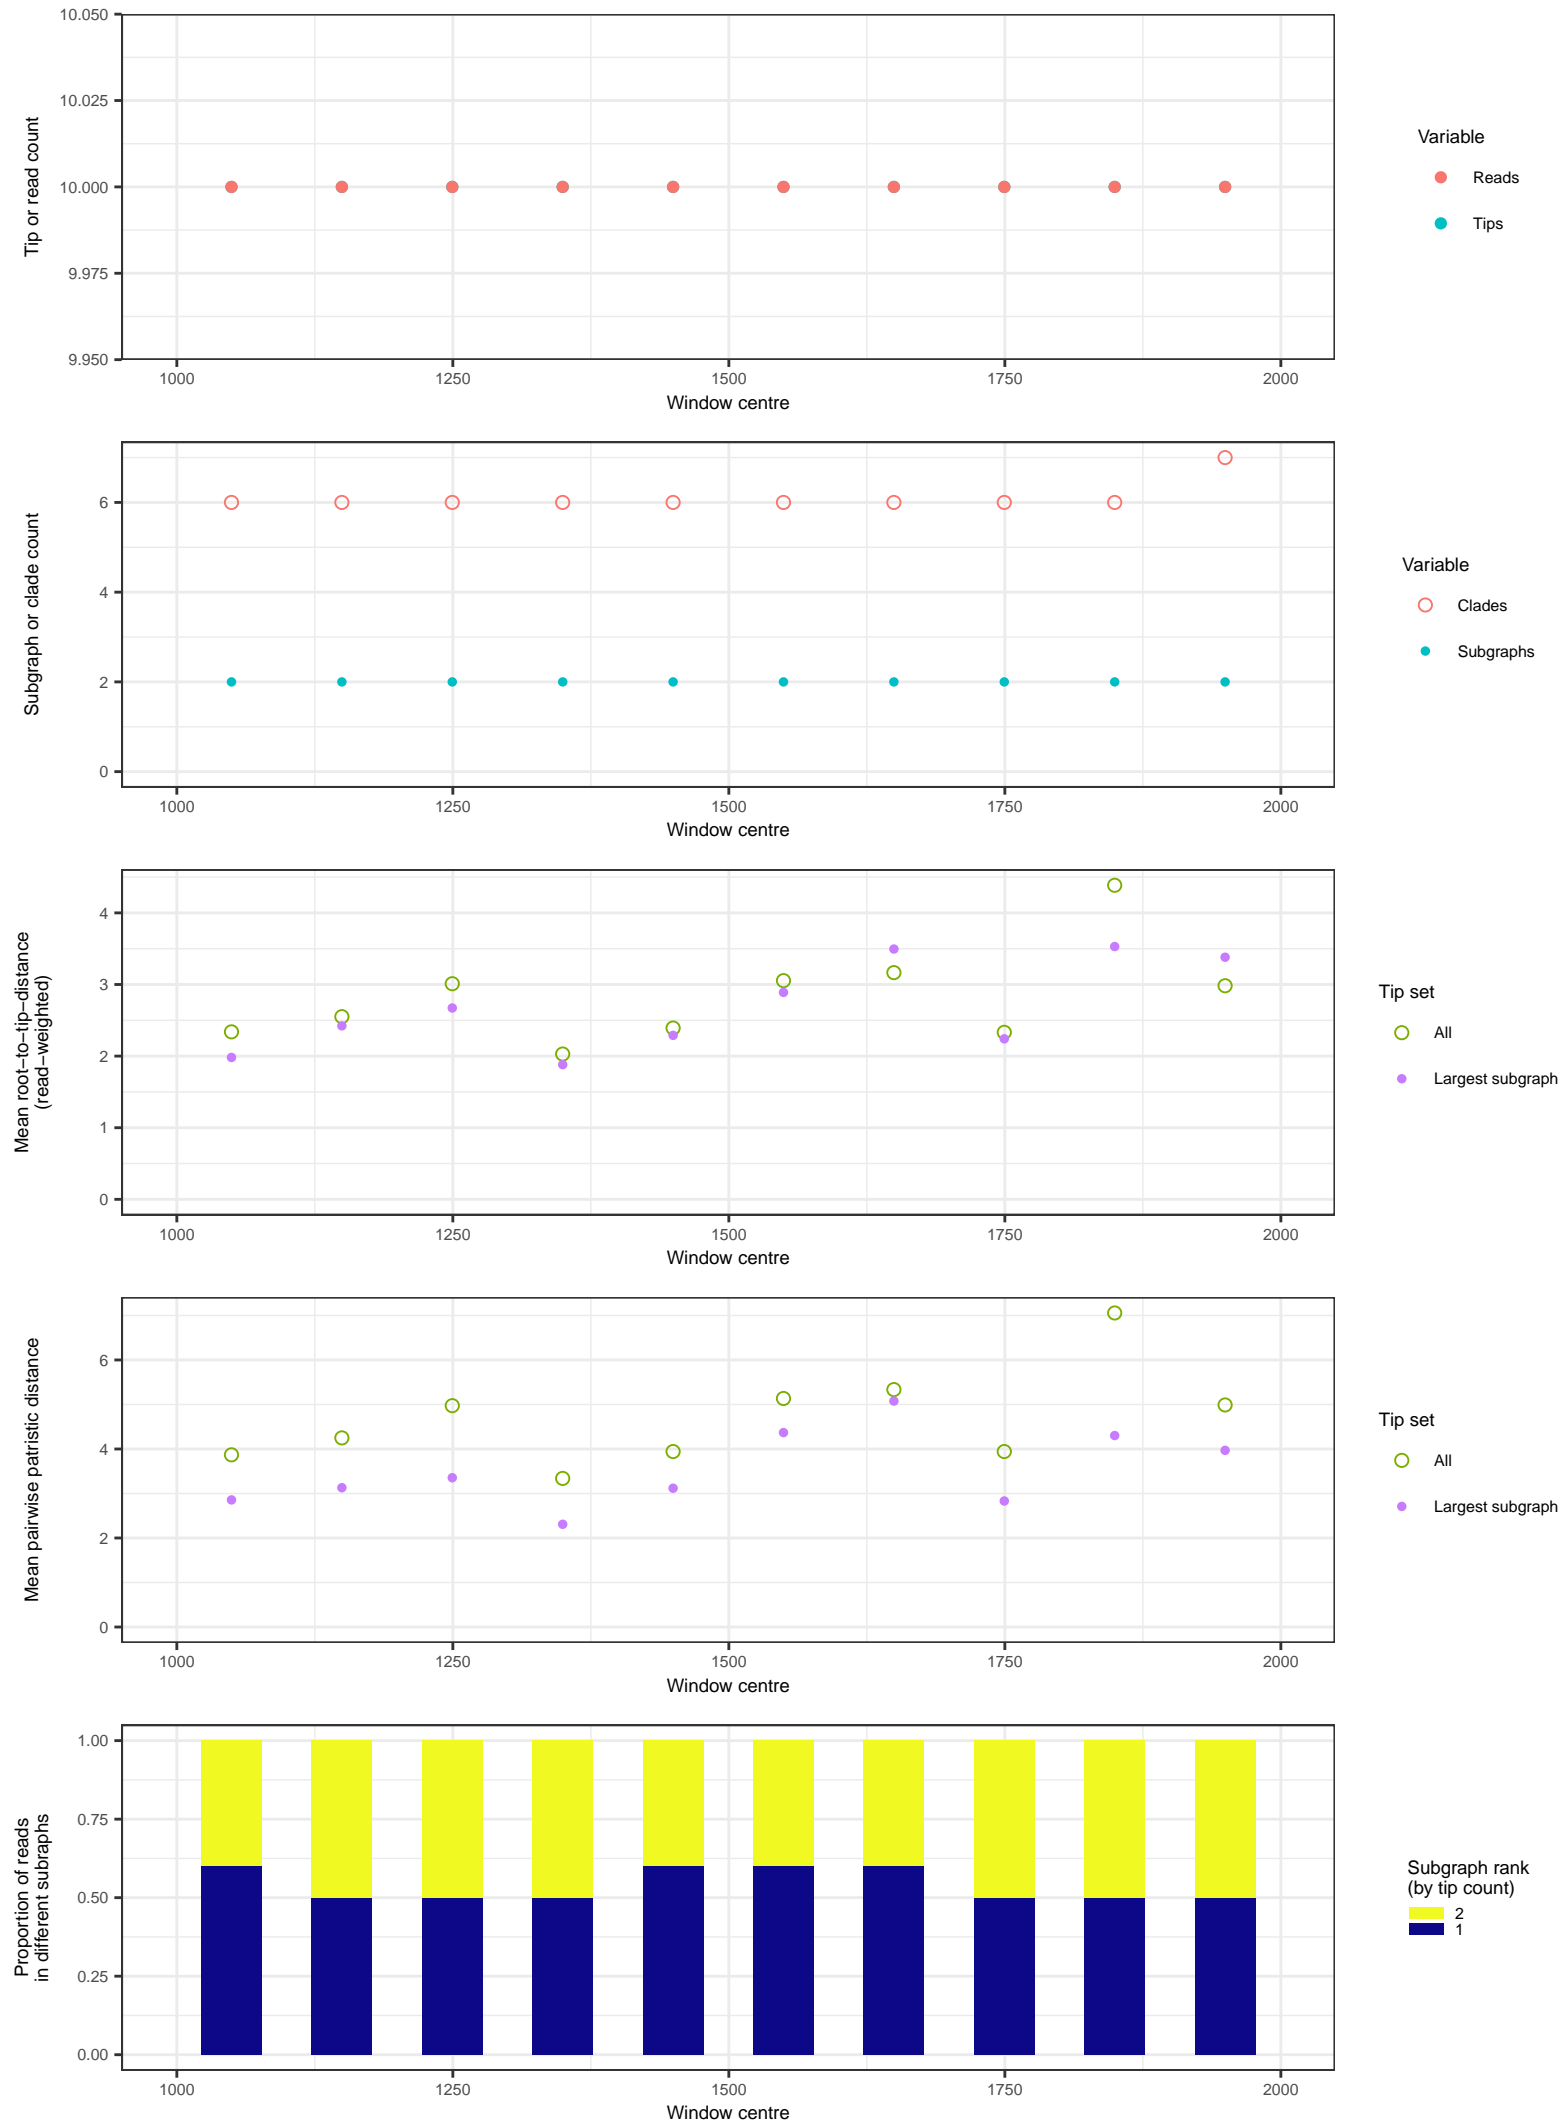 10.050
10.025
10.000
9.975
9.950
Tip or read count
1000 1250 1500 1750 2000
Window centre
Variable
Reads
Tips
6
4
2
0
Subgraph or clade count
1000 1250 1500 1750 2000
Window centre
Variable
Clades
Subgraphs
4
3
2
1
0
Mean root−to−tip−distance
(read−weighted)
1000 1250 1500 1750 2000
Window centre
Tip set
All
Largest subgraph
6
4
2
0
Mean pairwise patristic distance
1000 1250 1500 1750 2000
Window centre
Tip set
All
Largest subgraph
1.00
0.75
0.50
0.25
0.00
Proportion of reads
in different subraphs
1000 1250 1500 1750 2000
Window centre
Subgraph rank
(by tip count)
2
1